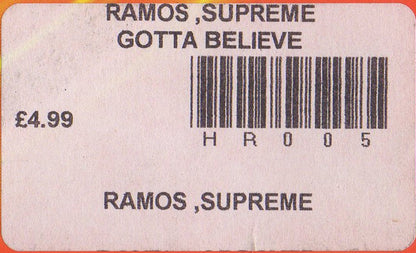 RAMOS ,SUPREME
GOTTA BELIEVE
£4.99
H R 0 0 5
RAMOS ,SUPREME